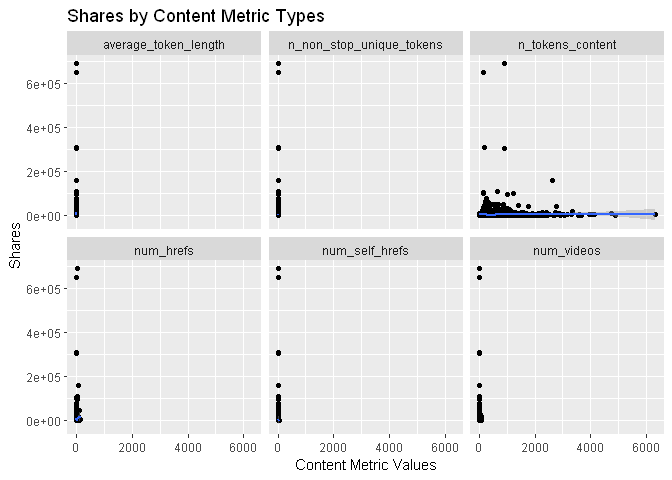 Shares by Content Metric Types
average_token_length n_non_stop_unique_tokens n_tokens_content
6e+05
4e+05
2e+05
0e+00
Shares
num_hrefs num_self_hrefs num_videos
6e+05
4e+05
2e+05
0e+00
0 2000 4000 6000 0 2000 4000 6000 0 2000 4000 6000
Content Metric Values